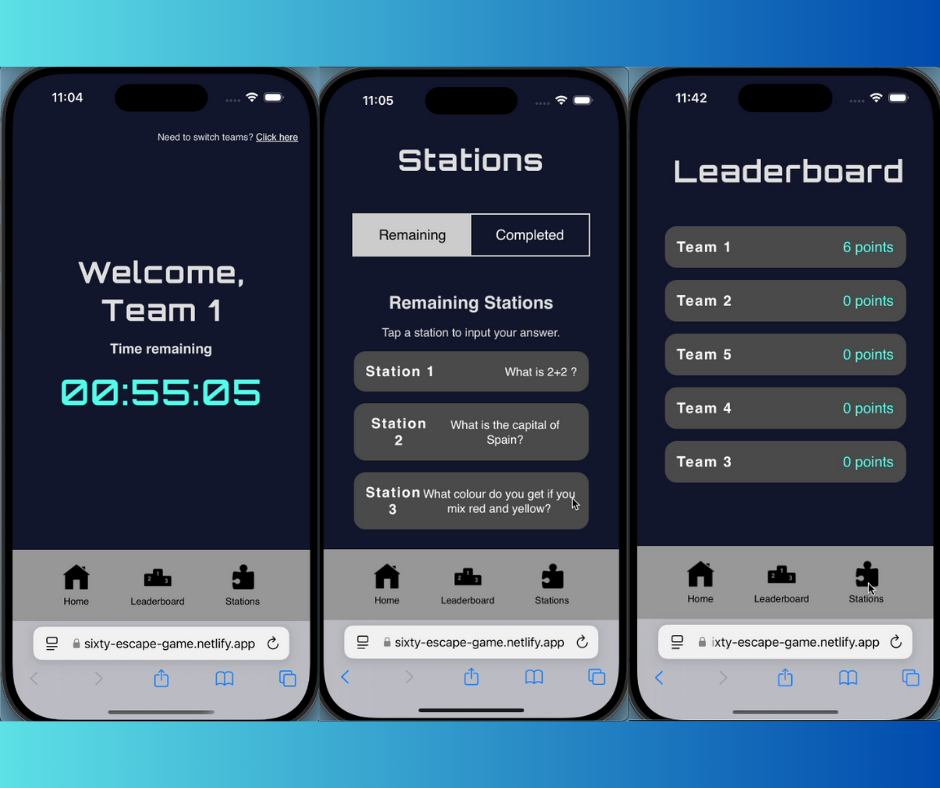 11:04
Need to switch teams? Click here
Welcome,
Team 1
Time remaining
00:55:05
Home
Leaderboard
Stations
sixty-escape-game.netlify.app
11:05
Stations
Remaining
Completed
Remaining Stations
Tap a station to input your answer.
Station 1
What is 2+2 ?
Station
2
What is the capital of
Spain?
Station
3
What colour do you get if you
mix red and yellow?
Home
Leaderboard
Stations
sixty-escape-game.netlify.app
11:42
Leaderboard
Team 1
6 points
Team 2
0 points
Team 5
0 points
Team 4
0 points
Team 3
0 points
Home
Leaderboard
Stations
ixty-escape-game.netlify.app